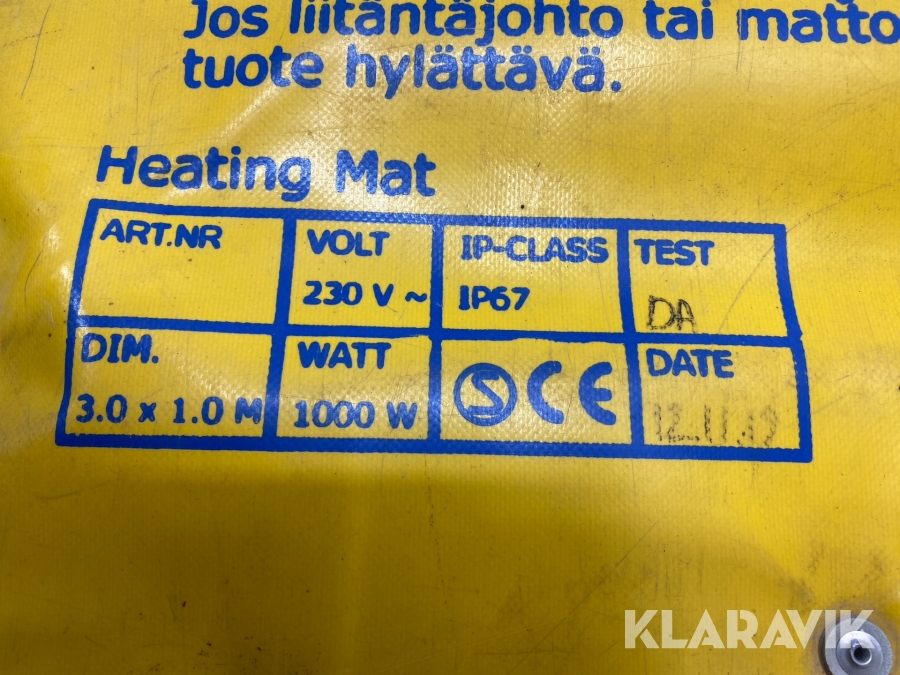 Jos liitäntäjohto tai matto
tuote hylättävä.
Heating Mat
ART.NR VOLT IP-CLASS TEST
230 V ~ IP67 DA
DIM. WATT DATE
3.0 x 1.0 M 1000 W S CE
KLARAVIK